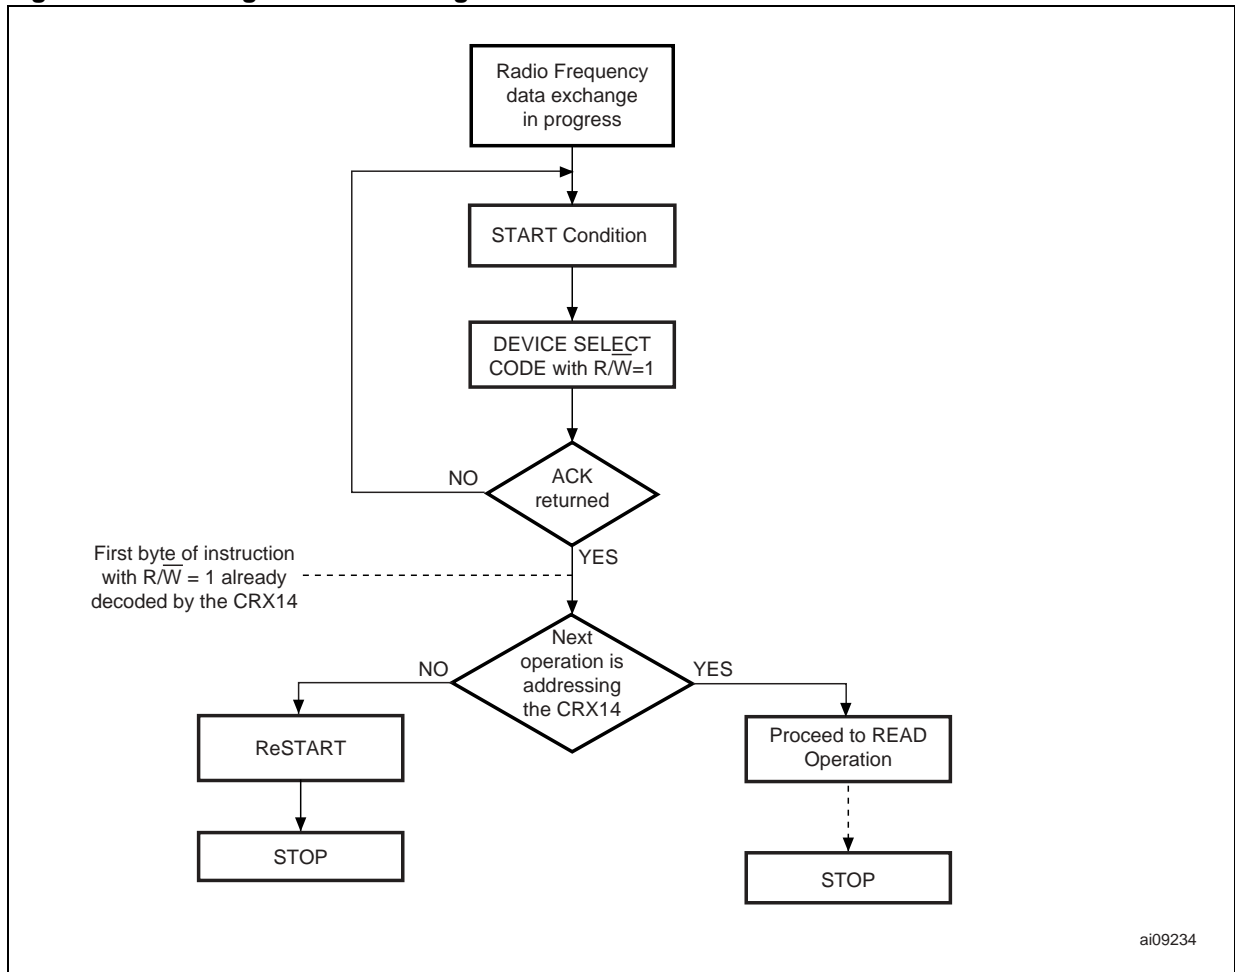 Radio Frequency
data exchange
in progress
START Condition
DEVICE SELECT
CODE with R/W̅=1
NO
ACK
returned
YES
First byte of instruction
with R/W̅ = 1 already
decoded by the CRX14
Next
operation is
addressing
the CRX14
NO
YES
ReSTART
Proceed to READ
Operation
STOP
STOP
ai09234